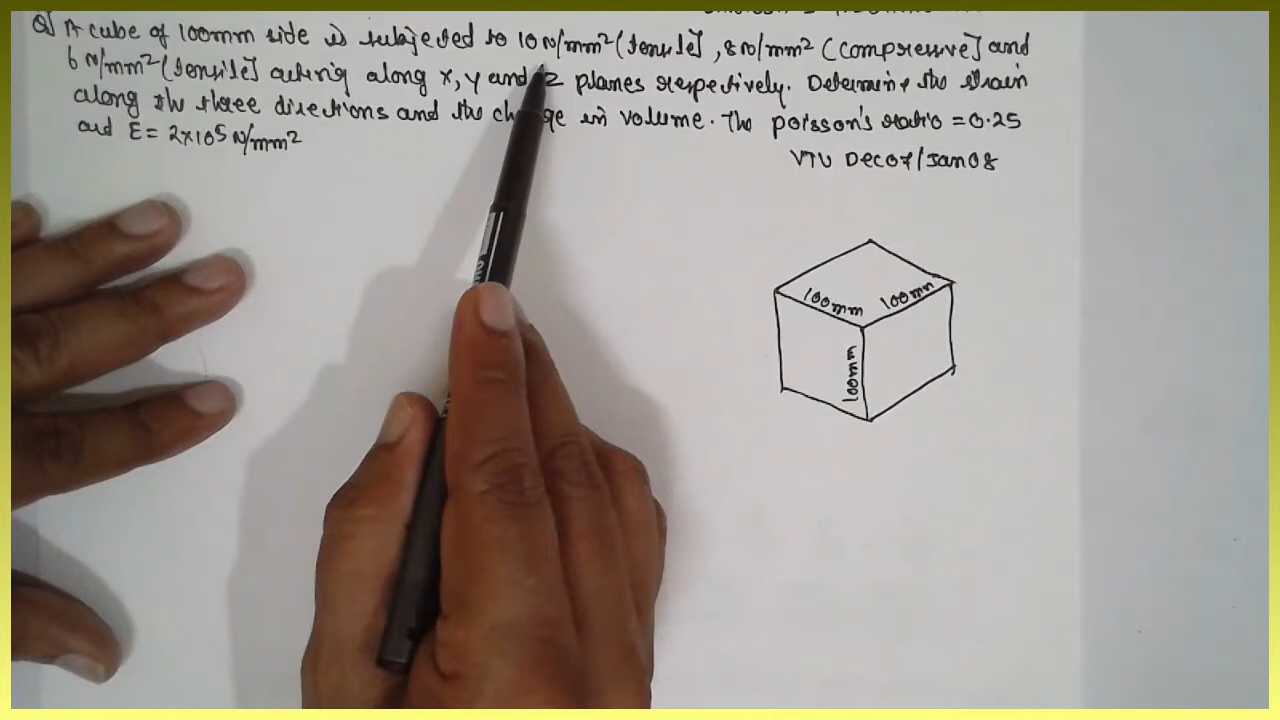 Q] A cube of 100mm side is subjected to 10 N/mm² (tensile], 8 N/mm² (compressive] and
6 N/mm² (tensile] acting along x, y and z planes respectively. Determine the strain
along the three directions and the change in volume. The poisson's ratio = 0.25
and E = 2×10⁵ N/mm²
VTU Dec07/Jan08
100mm
100mm
100mm